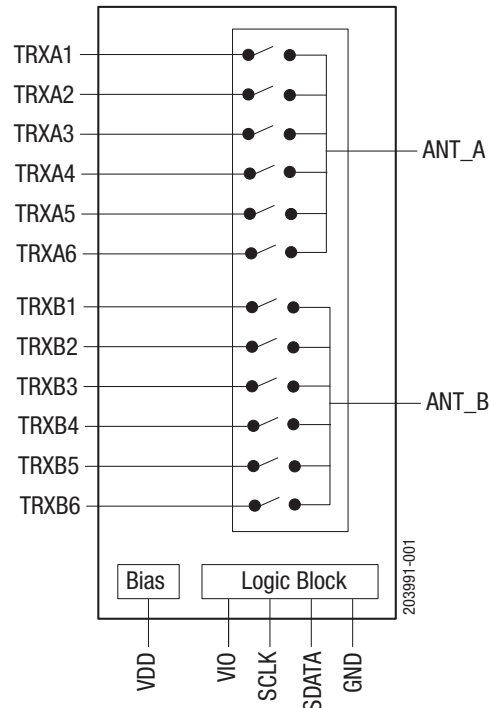 TRXA1
TRXA2
TRXA3
TRXA4
TRXA5
TRXA6
ANT_A
TRXB1
TRXB2
TRXB3
TRXB4
TRXB5
TRXB6
ANT_B
Bias
Logic Block
203991-001
VDD
VIO
SCLK
SDATA
GND